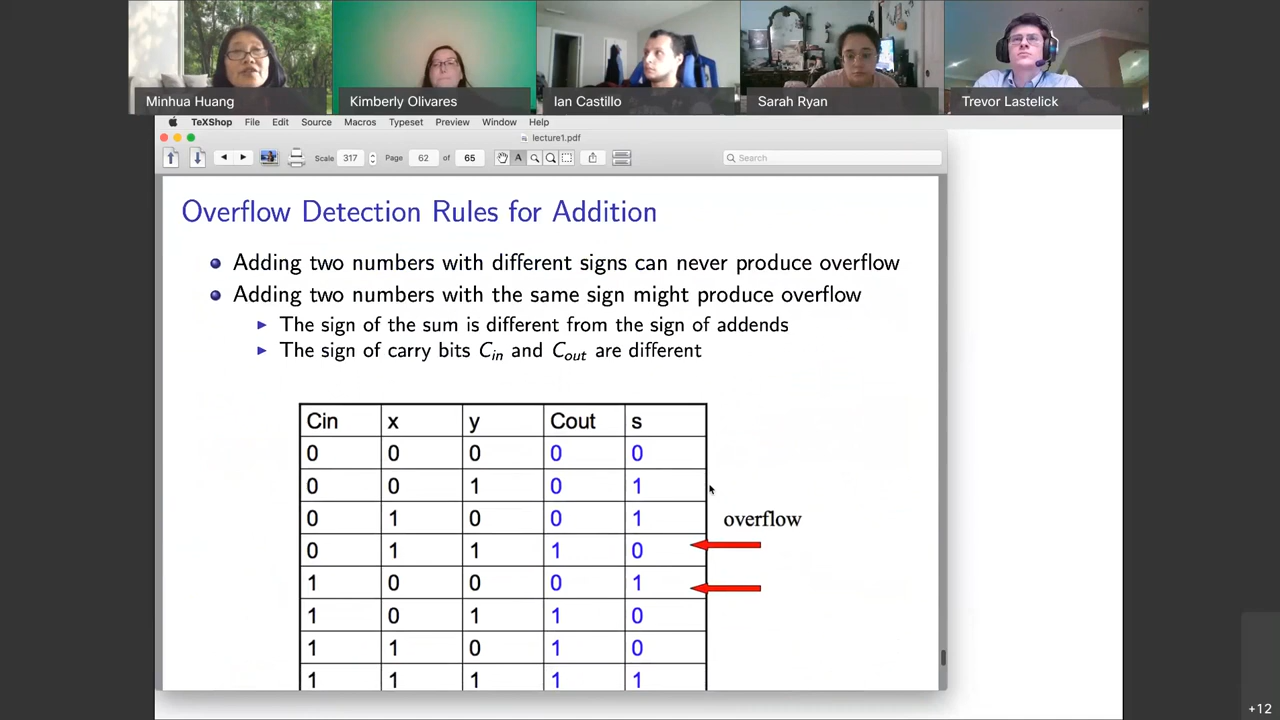 Minhua Huang
Kimberly Olivares
Ian Castillo
Sarah Ryan
Trevor Lastelick
TeXShop File Edit Source Macros Typeset Preview Window Help
lecture1.pdf
Scale 317 Page 62 of 65 A Search
Overflow Detection Rules for Addition
Adding two numbers with different signs can never produce overflow
Adding two numbers with the same sign might produce overflow
The sign of the sum is different from the sign of addends
The sign of carry bits Cin and Cout are different
Cin x y Cout s
0 0 0 0 0
0 0 1 0 1
0 1 0 0 1
overflow
0 1 1 1 0
1 0 0 0 1
1 0 1 1 0
1 1 0 1 0
1 1 1 1 1
+12